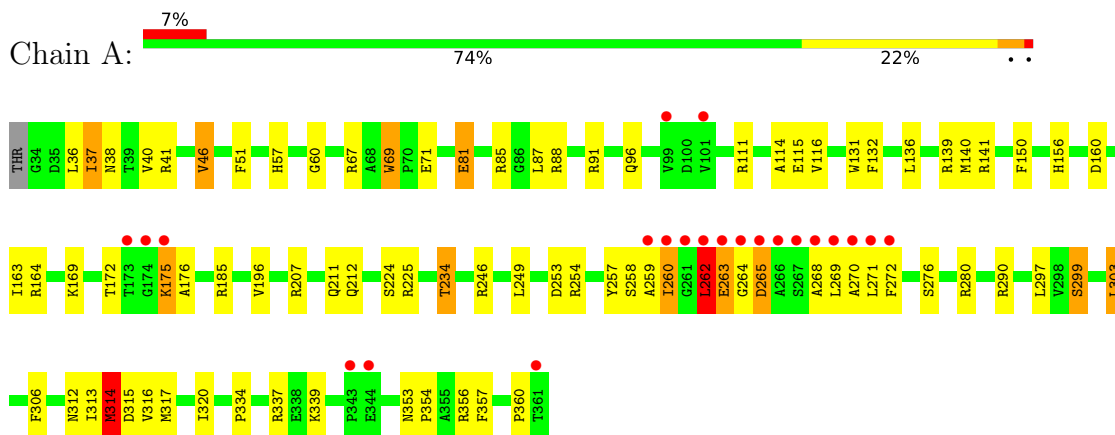 7%
Chain A:
74% 22% • •
THR G34 D35 L36 I37 N38 T39 V40 R41 V46 F51 H57 G60 R67 A68 W69 P70 E71 E81 R85 G86 L87 R88 R91 Q96 V99 D100 V101 R111 A114 E115 V116 W131 F132 L136 R139 M140 R141 F150 H156 D160
I163 R164 K169 T172 T173 G174 K175 A176 R185 V196 R207 Q211 Q212 S224 R225 T234 R246 L249 D253 R254 Y257 S258 A259 I260 G261 L262 E263 G264 D265 A266 S267 A268 L269 A270 L271 F272 S276 R280 R290 L297 V298 S299 L303
F306 N312 I313 M314 D315 V316 M317 I320 P334 R337 E338 K339 P343 E344 N353 P354 A355 R356 F357 P360 T361